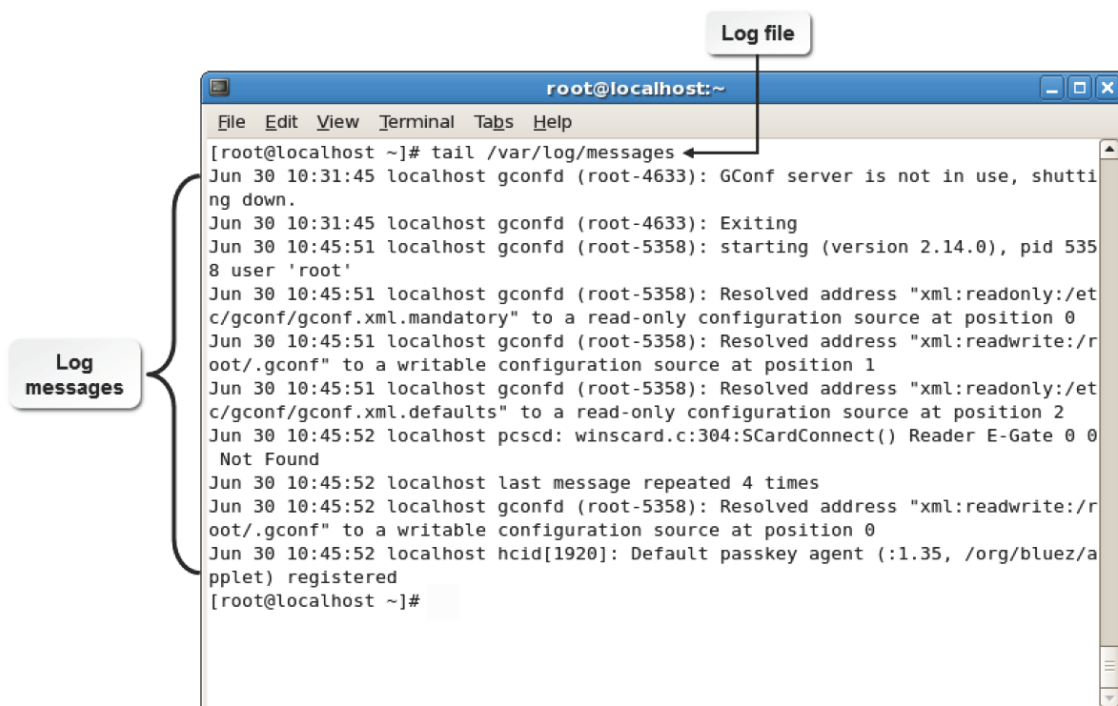 Log file
root@localhost:~
File Edit View Terminal Tabs Help
[root@localhost ~]# tail /var/log/messages
Jun 30 10:31:45 localhost gconfd (root-4633): GConf server is not in use, shutti
ng down.
Jun 30 10:31:45 localhost gconfd (root-4633): Exiting
Jun 30 10:45:51 localhost gconfd (root-5358): starting (version 2.14.0), pid 535
8 user 'root'
Jun 30 10:45:51 localhost gconfd (root-5358): Resolved address "xml:readonly:/et
c/gconf/gconf.xml.mandatory" to a read-only configuration source at position 0
Jun 30 10:45:51 localhost gconfd (root-5358): Resolved address "xml:readwrite:/r
oot/.gconf" to a writable configuration source at position 1
Jun 30 10:45:51 localhost gconfd (root-5358): Resolved address "xml:readonly:/et
c/gconf/gconf.xml.defaults" to a read-only configuration source at position 2
Jun 30 10:45:52 localhost pcscd: winscard.c:304:SCardConnect() Reader E-Gate 0 0
 Not Found
Jun 30 10:45:52 localhost last message repeated 4 times
Jun 30 10:45:52 localhost gconfd (root-5358): Resolved address "xml:readwrite:/r
oot/.gconf" to a writable configuration source at position 0
Jun 30 10:45:52 localhost hcid[1920]: Default passkey agent (:1.35, /org/bluez/a
pplet) registered
[root@localhost ~]#
Log
messages